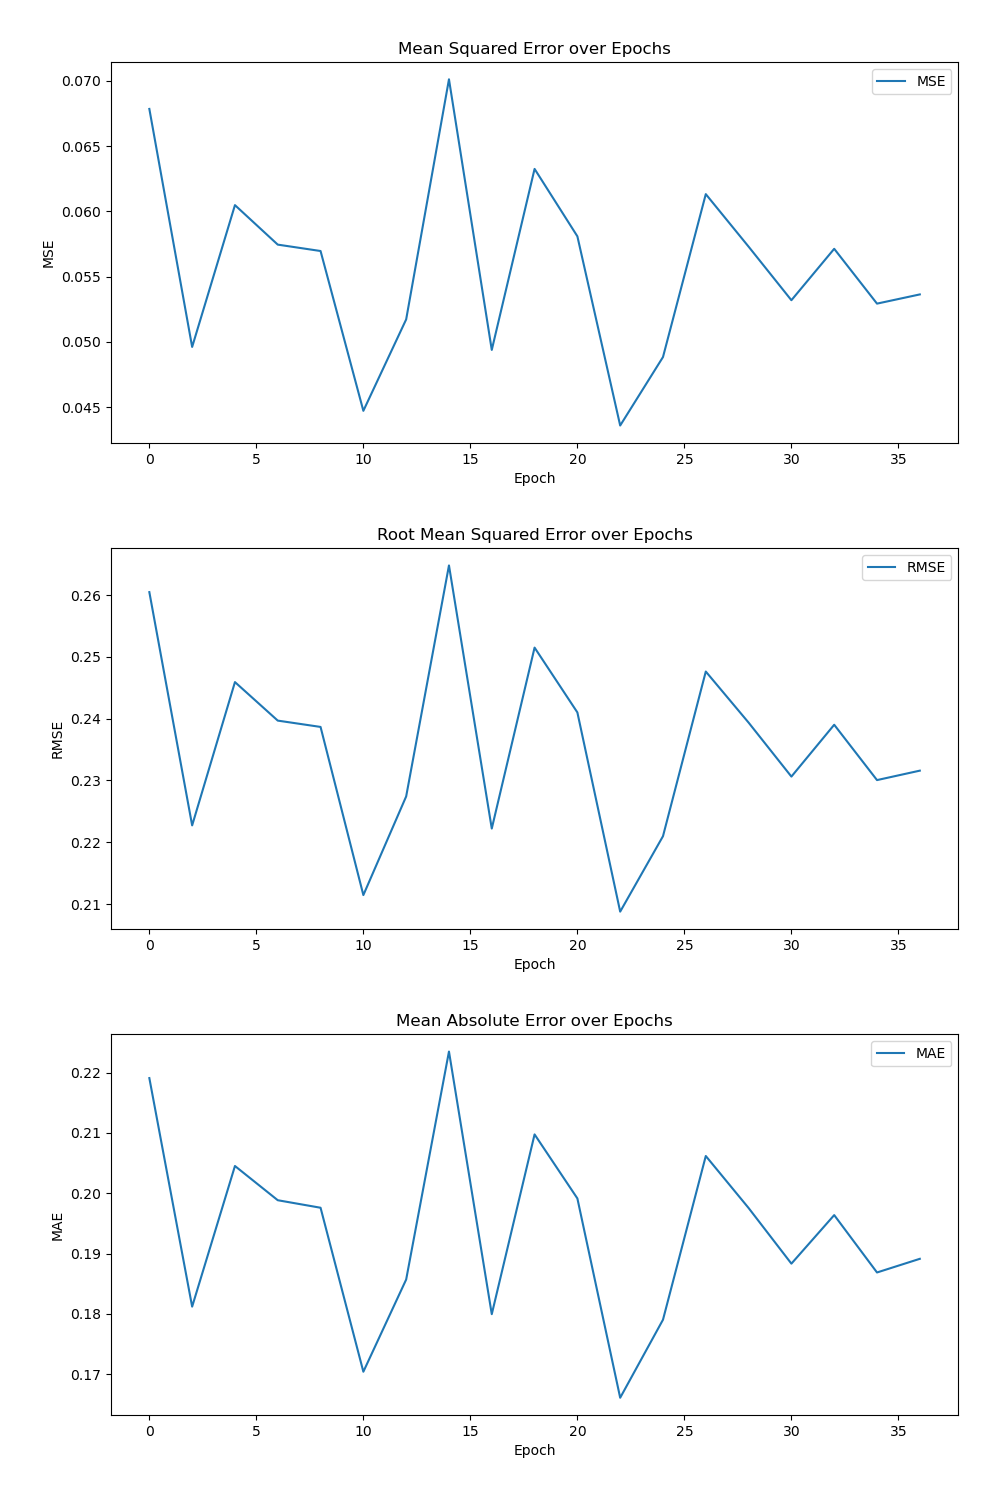 Mean Squared Error over Epochs
MSE
0.070
0.065
0.060
0.055
0.050
0.045
MSE
0 5 10 15 20 25 30 35
Epoch
Root Mean Squared Error over Epochs
RMSE
0.26
0.25
0.24
0.23
0.22
0.21
RMSE
0 5 10 15 20 25 30 35
Epoch
Mean Absolute Error over Epochs
MAE
0.22
0.21
0.20
0.19
0.18
0.17
MAE
0 5 10 15 20 25 30 35
Epoch